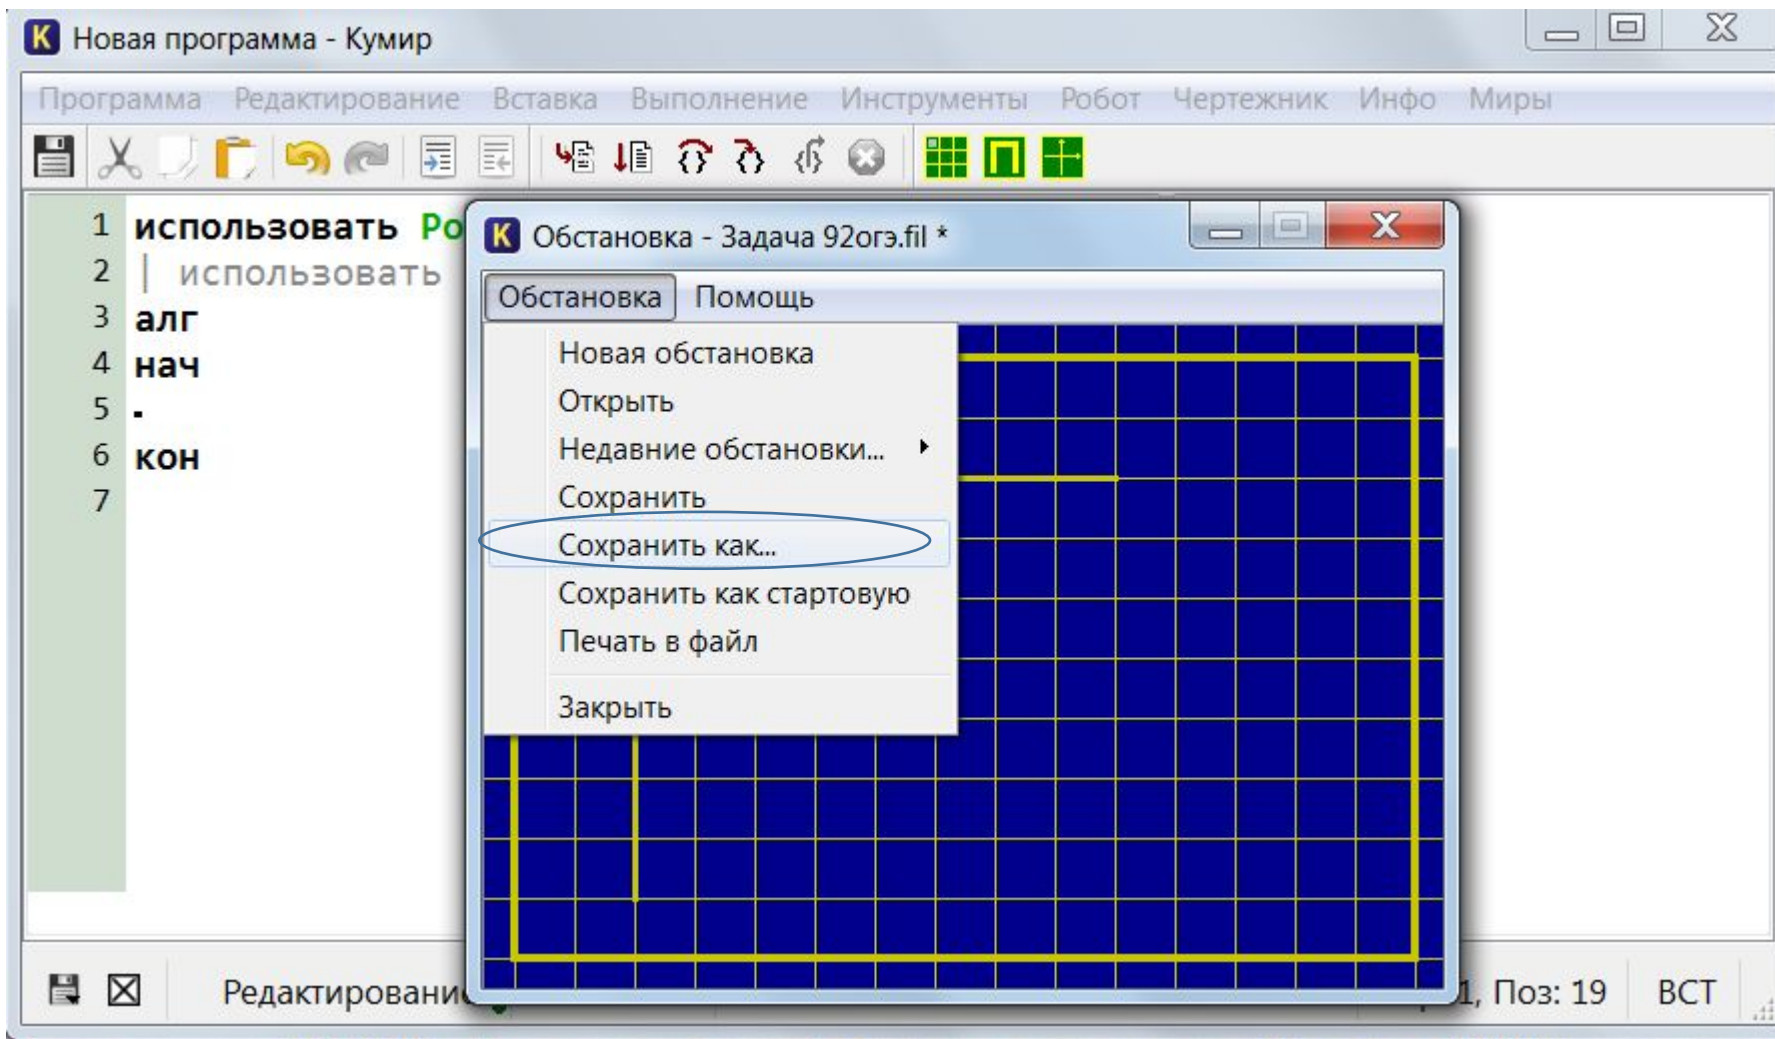 K Новая программа - Кумир
Программа Редактирование Вставка Выполнение Инструменты Робот Чертежник Инфо Миры
1 использовать Ро
2 | использовать
3 алг
4 нач
5 .
6 кон
7
K Обстановка - Задача 92огэ.fil *
Обстановка Помощь
Новая обстановка
Открыть
Недавние обстановки...
Сохранить
Сохранить как...
Сохранить как стартовую
Печать в файл
Закрыть
Редактировани
1, Поз: 19 ВСТ